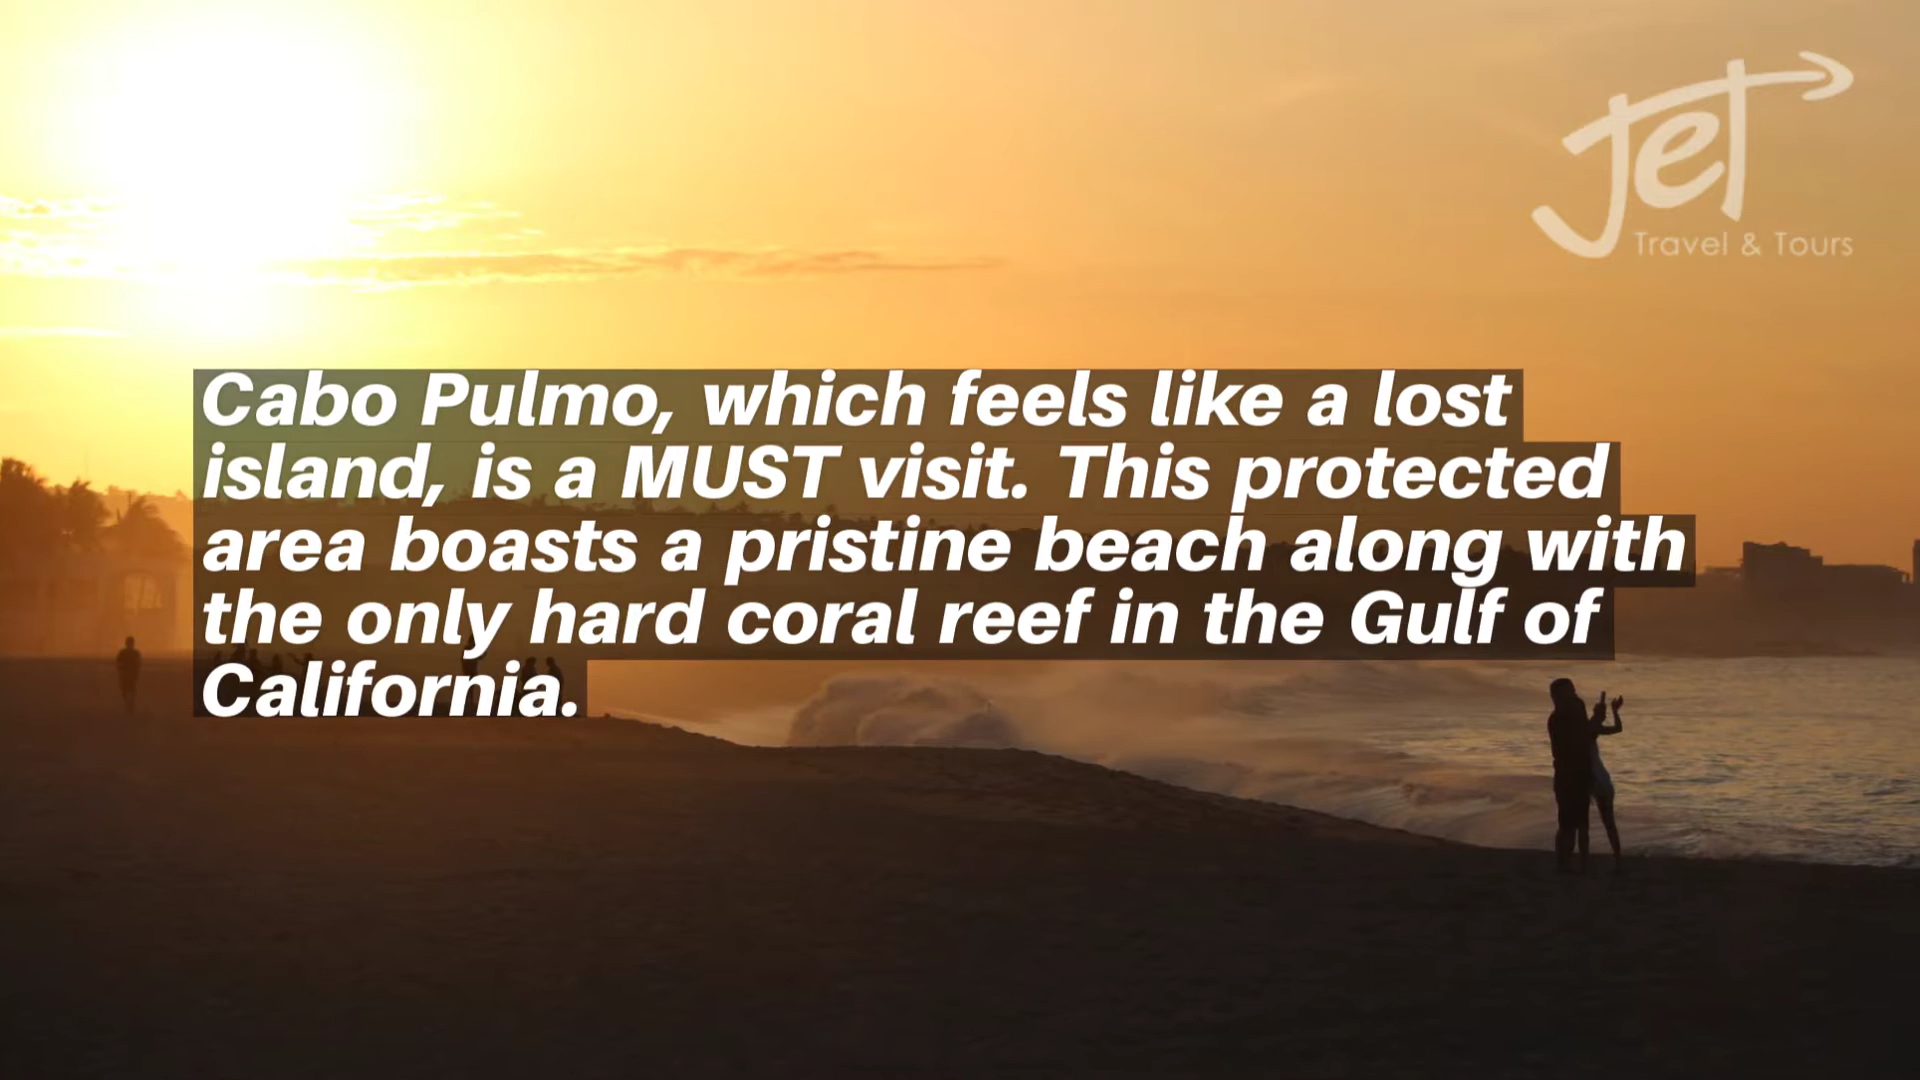 Jet
Travel & Tours
Cabo Pulmo, which feels like a lost
island, is a MUST visit. This protected
area boasts a pristine beach along with
the only hard coral reef in the Gulf of
California.